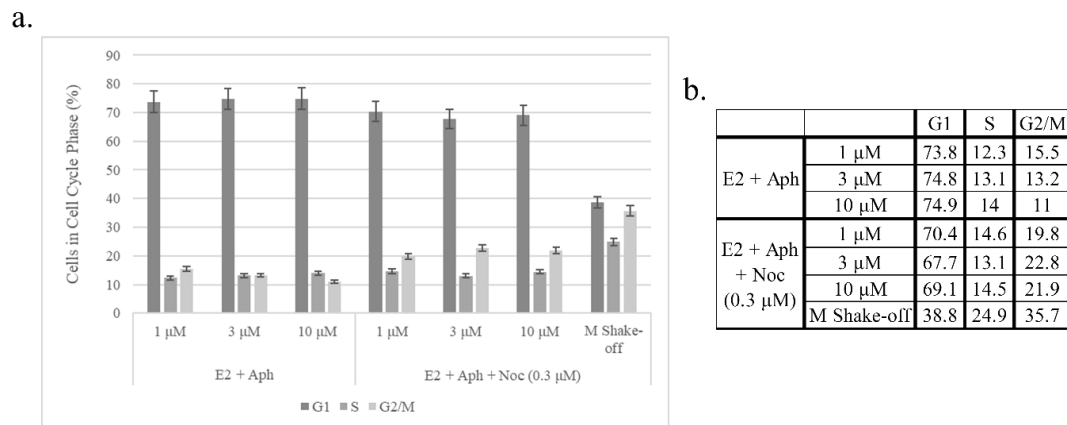 a.
90
80
70
60
50
40
30
20
10
0
Cells in Cell Cycle Phase (%)
1 μM
3 μM
10 μM
1 μM
3 μM
10 μM
M Shake-
off
E2 + Aph
E2 + Aph + Noc (0.3 μM)
G1 S G2/M
b.
G1 S G2/M
E2 + Aph
1 μM 73.8 12.3 15.5
3 μM 74.8 13.1 13.2
10 μM 74.9 14 11
E2 + Aph
+ Noc
(0.3 μM)
1 μM 70.4 14.6 19.8
3 μM 67.7 13.1 22.8
10 μM 69.1 14.5 21.9
M Shake-off 38.8 24.9 35.7